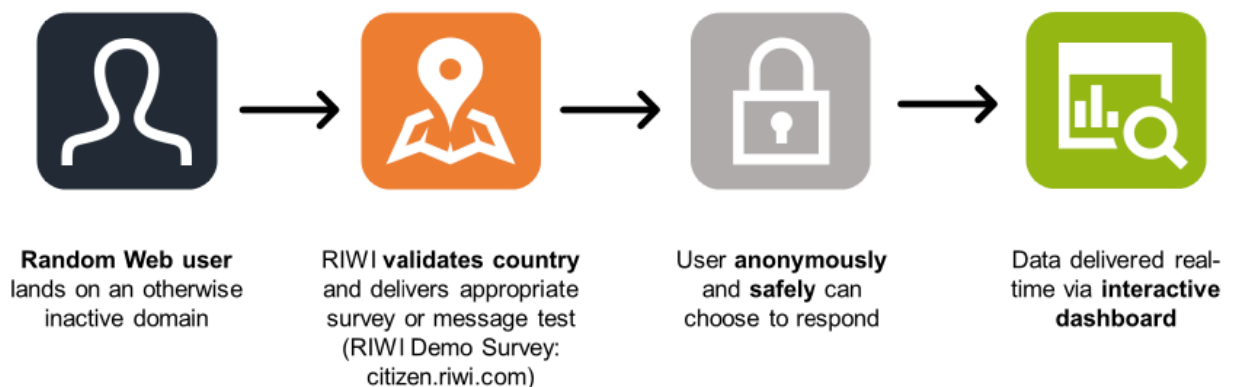 Random Web user
lands on an otherwise
inactive domain
RIWI validates country
and delivers appropriate
survey or message test
(RIWI Demo Survey:
citizen.riwi.com)
User anonymously
and safely can
choose to respond
Data delivered real-
time via interactive
dashboard